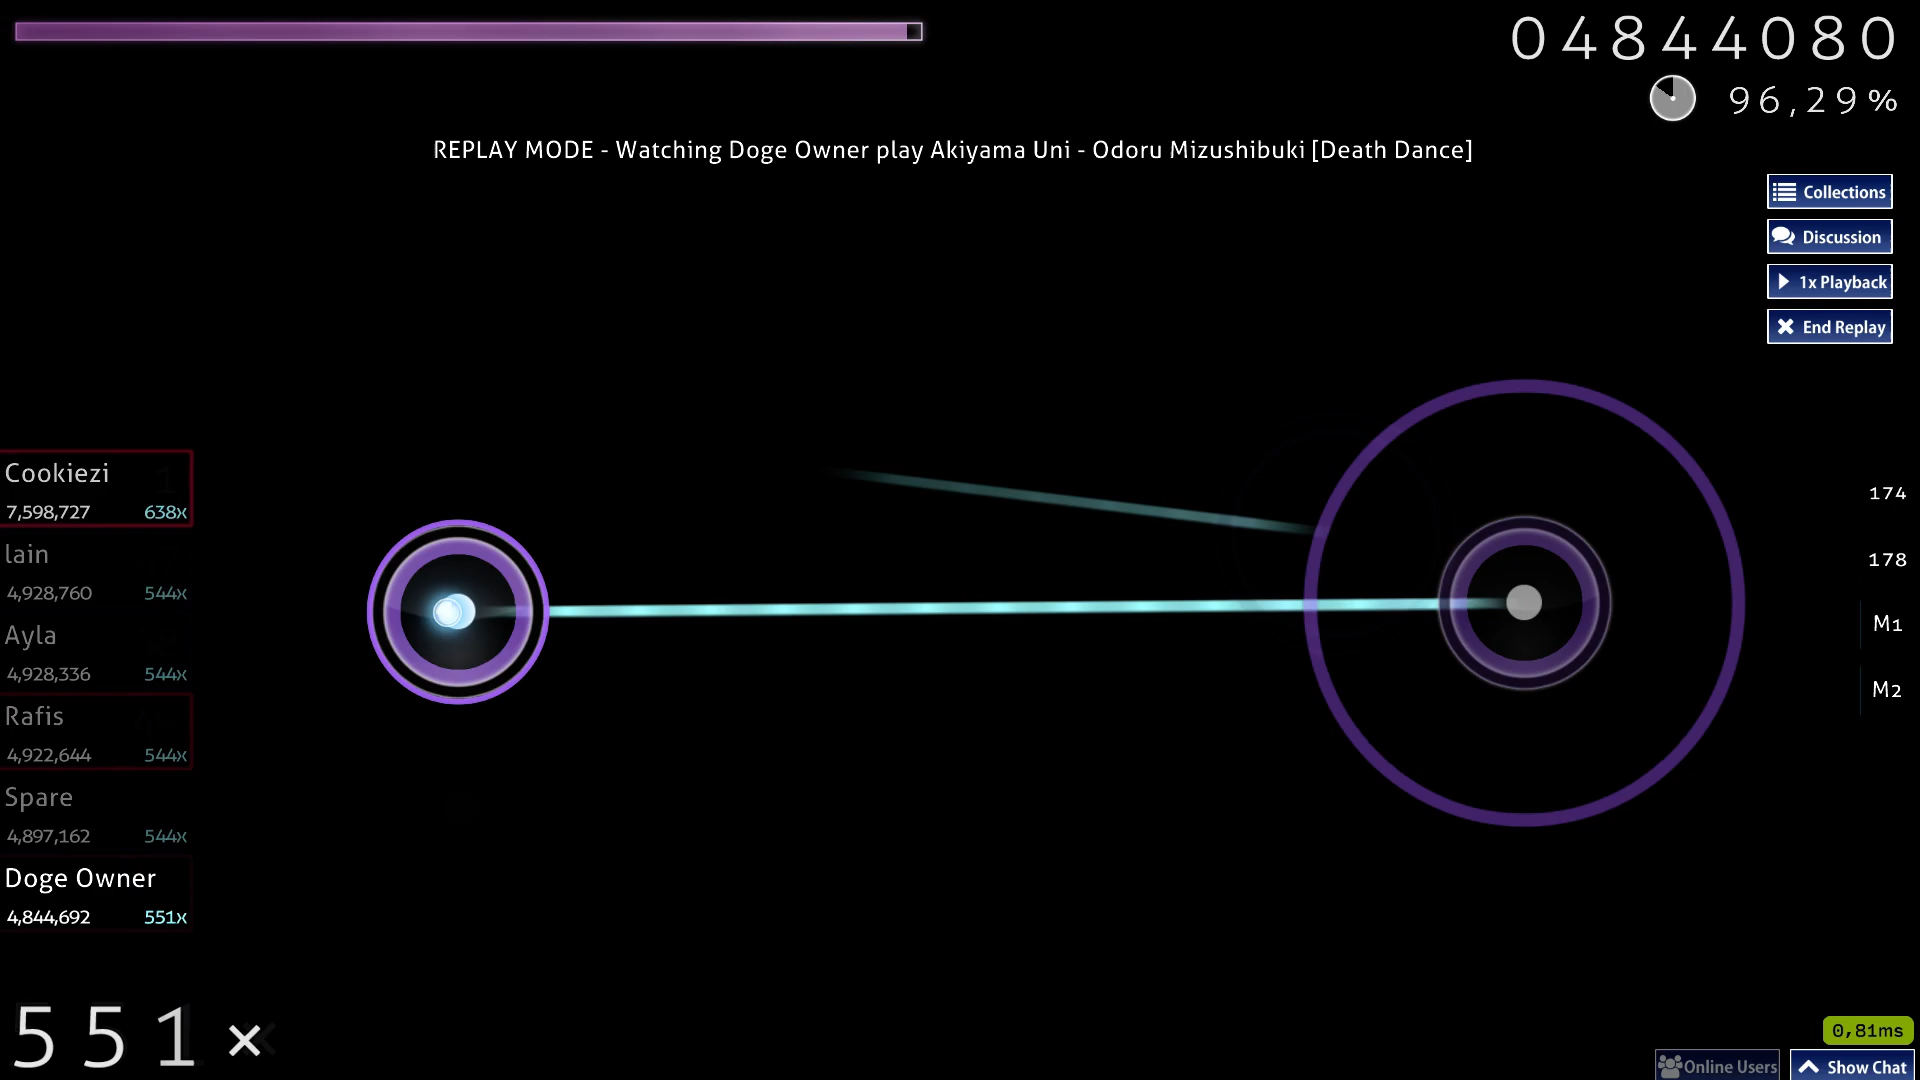 04844080
96,29%
REPLAY MODE - Watching Doge Owner play Akiyama Uni - Odoru Mizushibuki [Death Dance]
Collections
Discussion
1x Playback
End Replay
Cookiezi
7,598,727 638x
lain
4,928,760 544x
Ayla
4,928,336 544x
Rafis
4,922,644 544x
Spare
4,897,162 544x
Doge Owner
4,844,692 551x
174
178
M1
M2
551x
0,81ms
Online Users
Show Chat